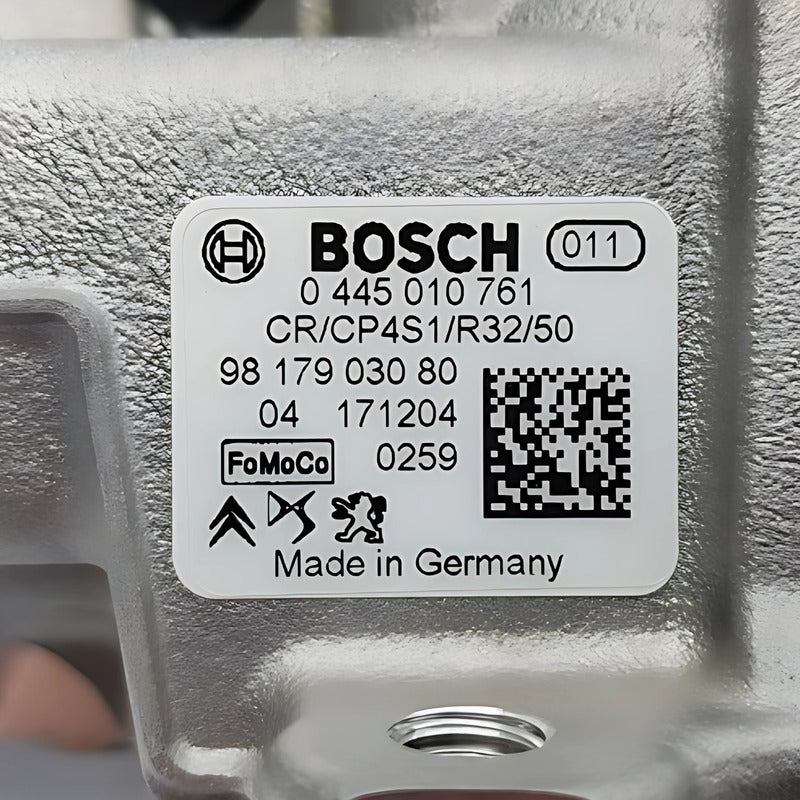 BOSCH 011
0 445 010 761
CR/CP4S1/R32/50
98 179 030 80
04 171204
FoMoCo 0259
Made in Germany